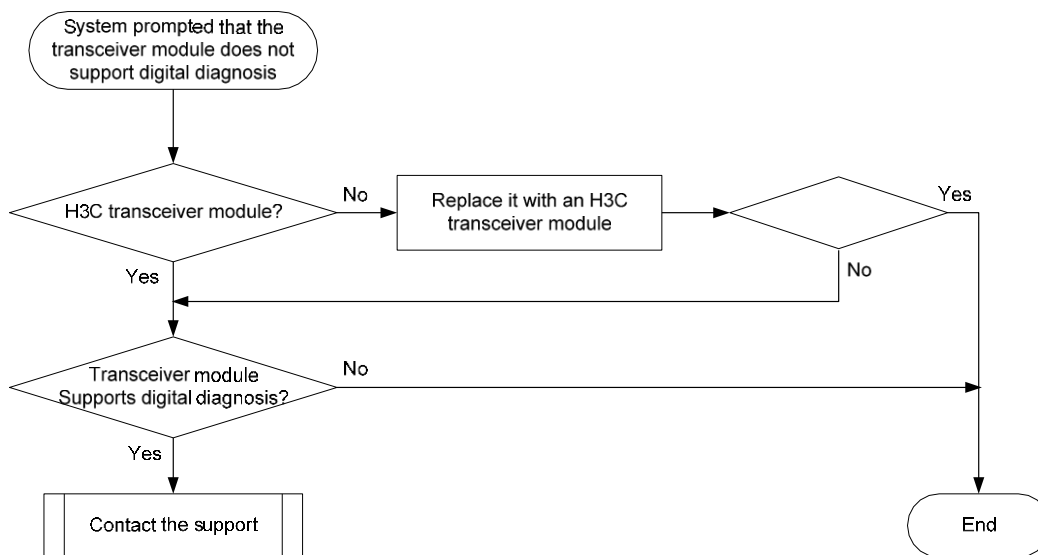 System prompted that the
transceiver module does not
support digital diagnosis
H3C transceiver module?
No
Replace it with an H3C
transceiver module
Yes
No
Yes
Transceiver module
Supports digital diagnosis?
No
Yes
Contact the support
End